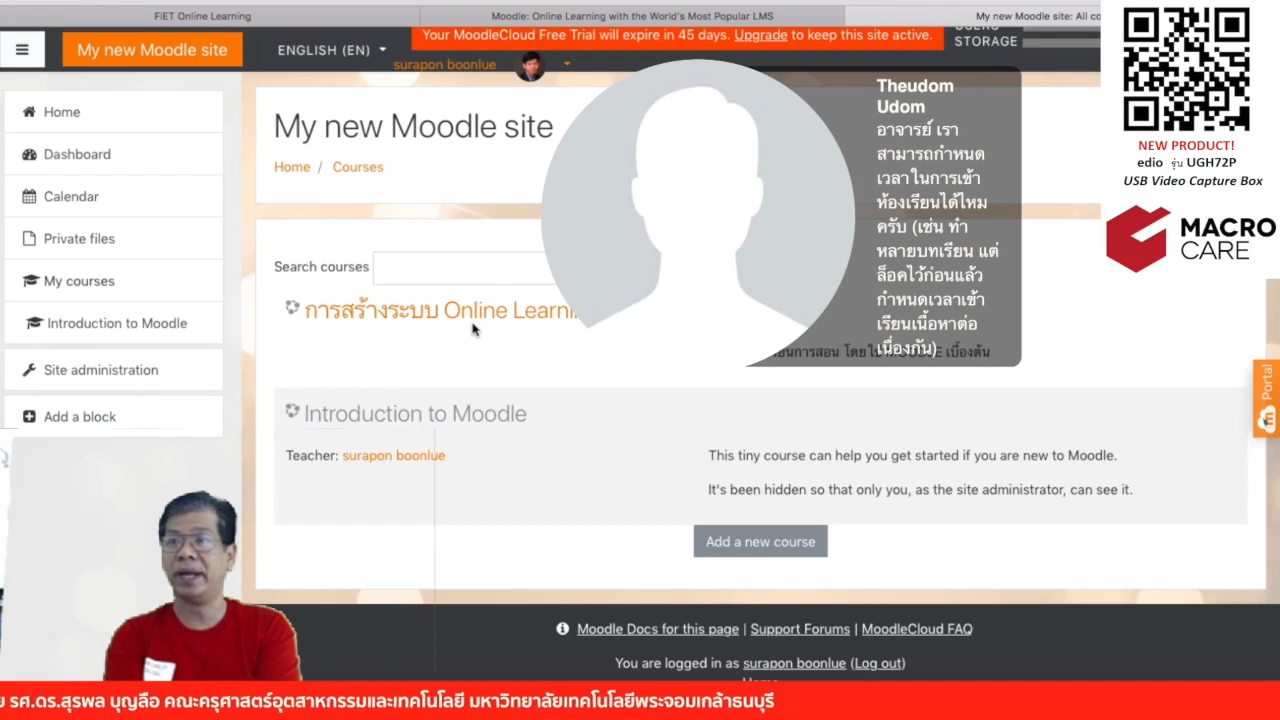 FiET Online Learning
Moodle: Online Learning with the World's Most Popular LMS
My new Moodle site: All co
My new Moodle site
ENGLISH (EN)
Your MoodleCloud Free Trial will expire in 45 days. Upgrade to keep this site active.
STORAGE
surapon boonlue
Home
Dashboard
Calendar
Private files
My courses
Introduction to Moodle
Site administration
Add a block
My new Moodle site
Home / Courses
Search courses
การสร้างระบบ Online Learni
Theudom
Udom
อาจารย์ เรา
สามารถกำหนด
เวลาในการเข้า
ห้องเรียนได้ไหม
ครับ (เช่น ทำ
หลายบทเรียน แต่
ล็อคไว้ก่อนแล้ว
กำหนดเวลาเข้า
เรียนเนื้อหาต่อ
เนื่องกัน)
Introduction to Moodle
Teacher: surapon boonlue
This tiny course can help you get started if you are new to Moodle.
It's been hidden so that only you, as the site administrator, can see it.
Add a new course
Moodle Docs for this page | Support Forums | MoodleCloud FAQ
You are logged in as surapon boonlue (Log out)
NEW PRODUCT!
edio รุ่น UGH72P
USB Video Capture Box
MACRO
CARE
Portal
รศ.ดร.สุรพล บุญลือ คณะครุศาสตร์อุตสาหกรรมและเทคโนโลยี มหาวิทยาลัยเทคโนโลยีพระจอมเกล้าธนบุรี